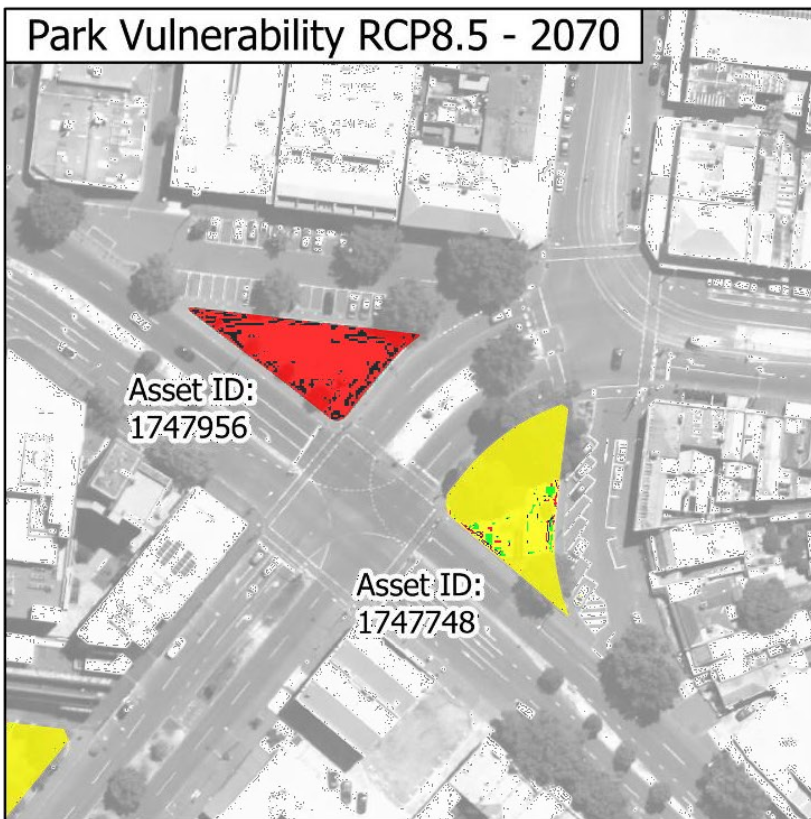 Park Vulnerability RCP8.5 - 2070
Asset ID:
1747956
Asset ID:
1747748